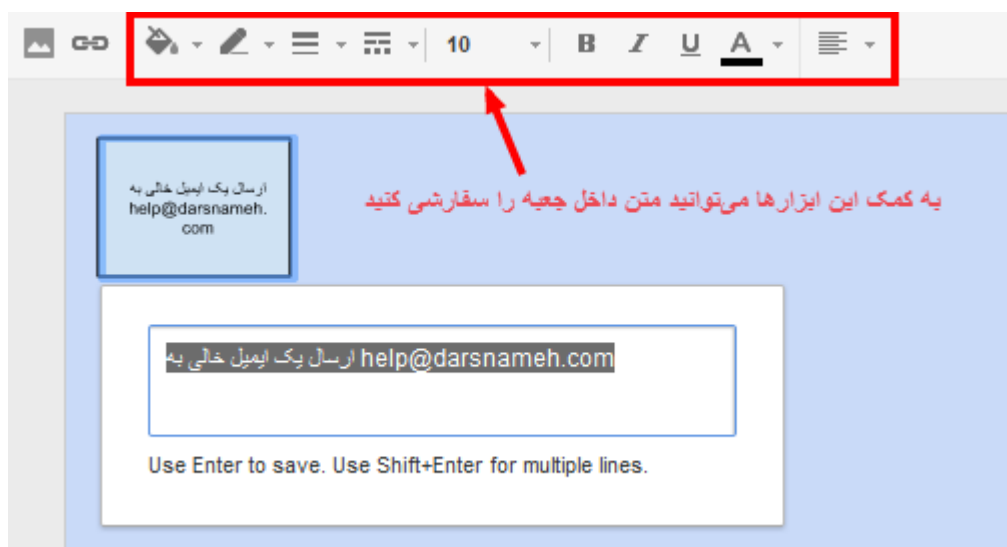 10 B I U A
به کمک این ابزارها می‌توانید متن داخل جعبه را سفارشی کنید
ارسال یک ایمیل خالی به
help@darsnameh.
com
ارسال یک ایمیل خالی به help@darsnameh.com
Use Enter to save. Use Shift+Enter for multiple lines.